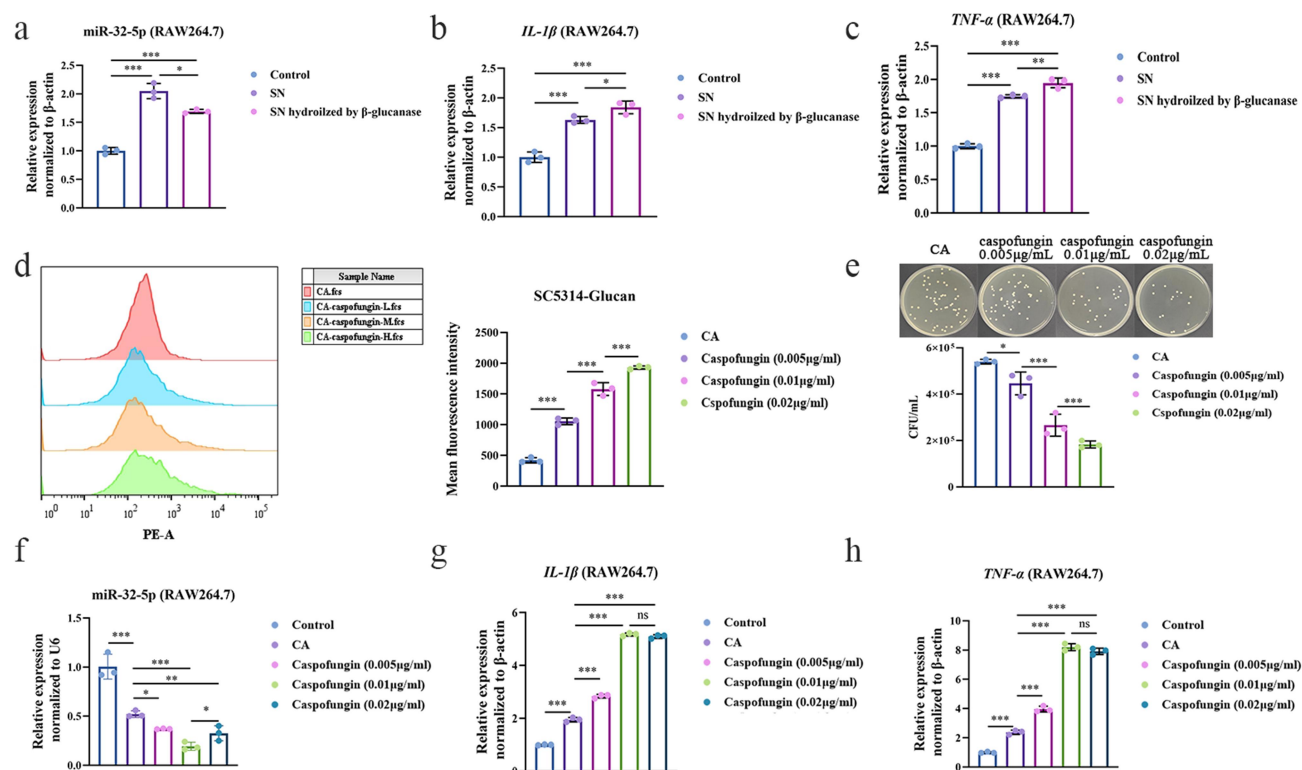 a
miR-32-5p (RAW264.7)
Relative expression
normalized to β-actin
2.5
2.0
1.5
1.0
0.5
0.0
***
***
*
Control
SN
SN hydroilzed by β-glucanase
b
IL-1β (RAW264.7)
Relative expression
normalized to β-actin
2.5
2.0
1.5
1.0
0.5
0.0
***
***
*
Control
SN
SN hydroilzed by β-glucanase
c
TNF-α (RAW264.7)
Relative expression
normalized to β-actin
2.5
2.0
1.5
1.0
0.5
0.0
***
***
**
Control
SN
SN hydroilzed by β-glucanase
d
Sample Name
CA.fcs
CA-caspofungin-L.fcs
CA-caspofungin-M.fcs
CA-caspofungin-H.fcs
10⁰ 10¹ 10² 10³ 10⁴ 10⁵
PE-A
SC5314-Glucan
Mean fluorescence intensity
2500
2000
1500
1000
500
0
***
***
***
CA
Caspofungin (0.005μg/ml)
Caspofungin (0.01μg/ml)
Cspofungin (0.02μg/ml)
e
CA
caspofungin
0.005μg/mL
caspofungin
0.01μg/mL
caspofungin
0.02μg/mL
CFU/mL
6×10⁵
4×10⁵
2×10⁵
0
*
***
***
CA
Caspofungin (0.005μg/ml)
Caspofungin (0.01μg/ml)
Cspofungin (0.02μg/ml)
f
miR-32-5p (RAW264.7)
Relative expression
normalized to U6
1.5
1.0
0.5
0.0
***
***
**
*
*
Control
CA
Caspofungin (0.005μg/ml)
Caspofungin (0.01μg/ml)
Caspofungin (0.02μg/ml)
g
IL-1β (RAW264.7)
Relative expression
normalized to β-actin
6
4
2
***
***
ns
***
***
Control
CA
Caspofungin (0.005μg/ml)
Caspofungin (0.01μg/ml)
Caspofungin (0.02μg/ml)
h
TNF-α (RAW264.7)
Relative expression
normalized to β-actin
10
8
6
4
2
0
***
***
ns
***
***
Control
CA
Caspofungin (0.005μg/ml)
Caspofungin (0.01μg/ml)
Caspofungin (0.02μg/ml)